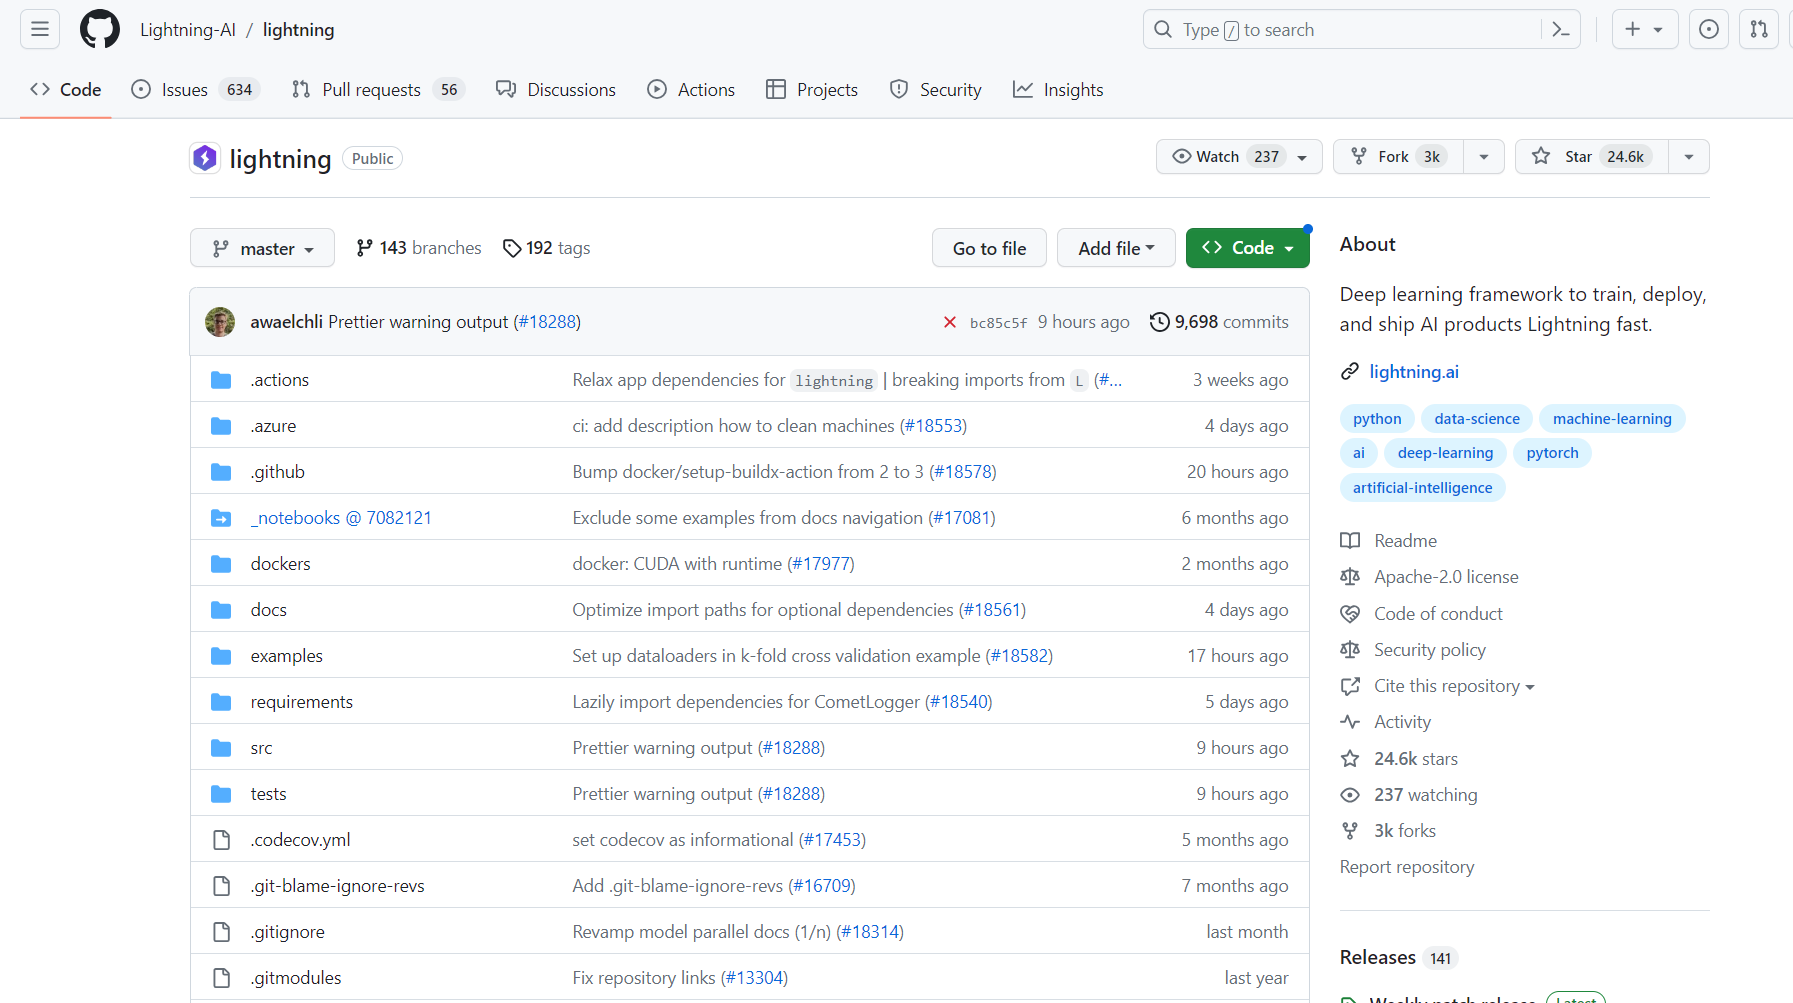 Lightning-AI / lightning
Type / to search
Code
Issues 634
Pull requests 56
Discussions
Actions
Projects
Security
Insights
lightning Public
Watch 237
Fork 3k
Star 24.6k
master
143 branches
192 tags
Go to file
Add file
Code
awaelchli Prettier warning output (#18288)
bc85c5f 9 hours ago
9,698 commits
.actions Relax app dependencies for lightning | breaking imports from L (#... 3 weeks ago
.azure ci: add description how to clean machines (#18553) 4 days ago
.github Bump docker/setup-buildx-action from 2 to 3 (#18578) 20 hours ago
_notebooks @ 7082121 Exclude some examples from docs navigation (#17081) 6 months ago
dockers docker: CUDA with runtime (#17977) 2 months ago
docs Optimize import paths for optional dependencies (#18561) 4 days ago
examples Set up dataloaders in k-fold cross validation example (#18582) 17 hours ago
requirements Lazily import dependencies for CometLogger (#18540) 5 days ago
src Prettier warning output (#18288) 9 hours ago
tests Prettier warning output (#18288) 9 hours ago
.codecov.yml set codecov as informational (#17453) 5 months ago
.git-blame-ignore-revs Add .git-blame-ignore-revs (#16709) 7 months ago
.gitignore Revamp model parallel docs (1/n) (#18314) last month
.gitmodules Fix repository links (#13304) last year
About
Deep learning framework to train, deploy,
and ship AI products Lightning fast.
lightning.ai
python data-science machine-learning
ai deep-learning pytorch
artificial-intelligence
Readme
Apache-2.0 license
Code of conduct
Security policy
Cite this repository
Activity
24.6k stars
237 watching
3k forks
Report repository
Releases 141
Weekly patch release Latest